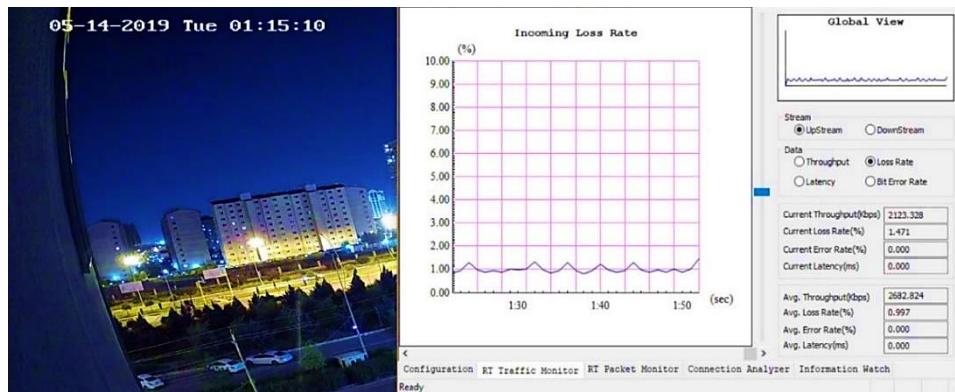 05-14-2019 Tue 01:15:10
Incoming Loss Rate
(%)
10.00
9.00
8.00
7.00
6.00
5.00
4.00
3.00
2.00
1.00
0.00
1:30 1:40 1:50 (sec)
Global View
Stream
UpStream DownStream
Data
Throughput Loss Rate
Latency Bit Error Rate
Current Throughput(Kbps) 2123.328
Current Loss Rate(%) 1.471
Current Error Rate(%) 0.000
Current Latency(ms) 0.000
Avg. Throughput(Kbps) 2682.824
Avg. Loss Rate(%) 0.997
Avg. Error Rate(%) 0.000
Avg. Latency(ms) 0.000
Configuration RT Traffic Monitor RT Packet Monitor Connection Analyzer Information Watch
Ready